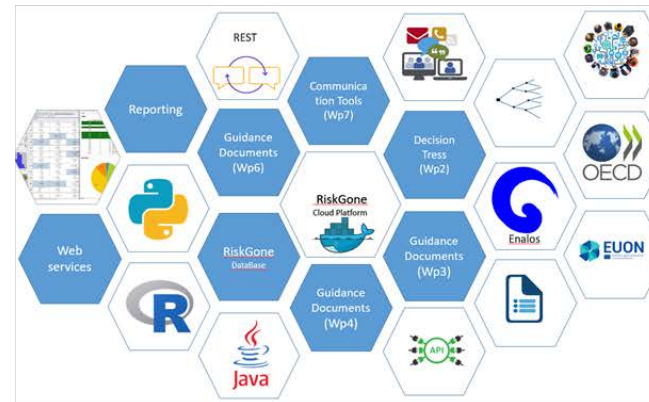 REST
Communica
tion Tools
(Wp7)
Reporting
Guidance
Documents
(Wp6)
Decision
Tress
(Wp2)
RiskGone
Cloud Platform
OECD
Web
services
RiskGone
DataBase
Guidance
Documents
(Wp3)
Enalos
EUON
Guidance
Documents
(Wp4)
R
Java
API